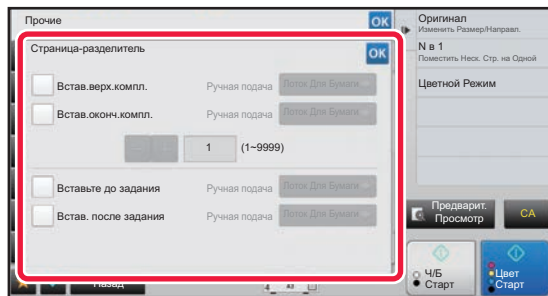 Прочие
OK
Страница-разделитель
OK
Встав.верх.компл.
Ручная подача
Лоток Для Бумаги
Встав.оконч.компл.
Ручная подача
Лоток Для Бумаги
1
(1~9999)
Вставьте до задания
Ручная подача
Лоток Для Бумаги
Встав. после задания
Ручная подача
Лоток Для Бумаги
Назад
4
A3
Оригинал
Изменить Размер/Направл.
N в 1
Поместить Неск. Стр. на Одной
Цветной Режим
Предварит.
Просмотр
CA
Ч/Б
Старт
Цвет
Старт